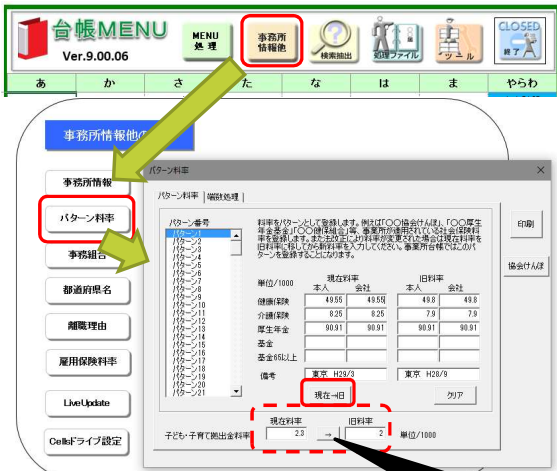 台帳MENU
Ver.9.00.06
MENU
処理
事務所
情報他
検索抽出
処理ファイル
ツール
CLOSED
終了
あ か さ た な は ま やらわ
事務所情報他の
事務所情報
パターン料率
事務組合
都道府県名
離職理由
雇用保険料率
LiveUpdate
Cellsドライブ設定
パターン料率
パターン料率 端数処理
パターン番号
パターン1
パターン2
パターン3
パターン4
パターン5
パターン6
パターン7
パターン8
パターン9
パターン10
パターン11
パターン12
パターン13
パターン14
パターン15
パターン16
パターン17
パターン18
パターン19
パターン20
パターン21
料率をパターンとして登録します。例えば「〇〇協会けんぽ」、「〇〇厚生
年金基金」「〇〇健保組合」等、事業所が適用されている社会保険料
率を登録します。また法改正により料率が変更された場合は現在料率を
旧料率に移してから新料率を入力してください。事業所台帳ではこのパ
ターンを登録することになります。
単位/1000
現在料率 旧料率
本人 会社 本人 会社
健康保険 49.55 49.55 49.8 49.8
介護保険 8.25 8.25 7.9 7.9
厚生年金 90.91 90.91 90.91 90.91
基金
基金65以上
備考 東京 H29/3 東京 H28/9
現在→旧 クリア
現在料率 旧料率
子ども・子育て拠出金料率 2.3 → 2 単位/1000
印刷
協会けんぽ